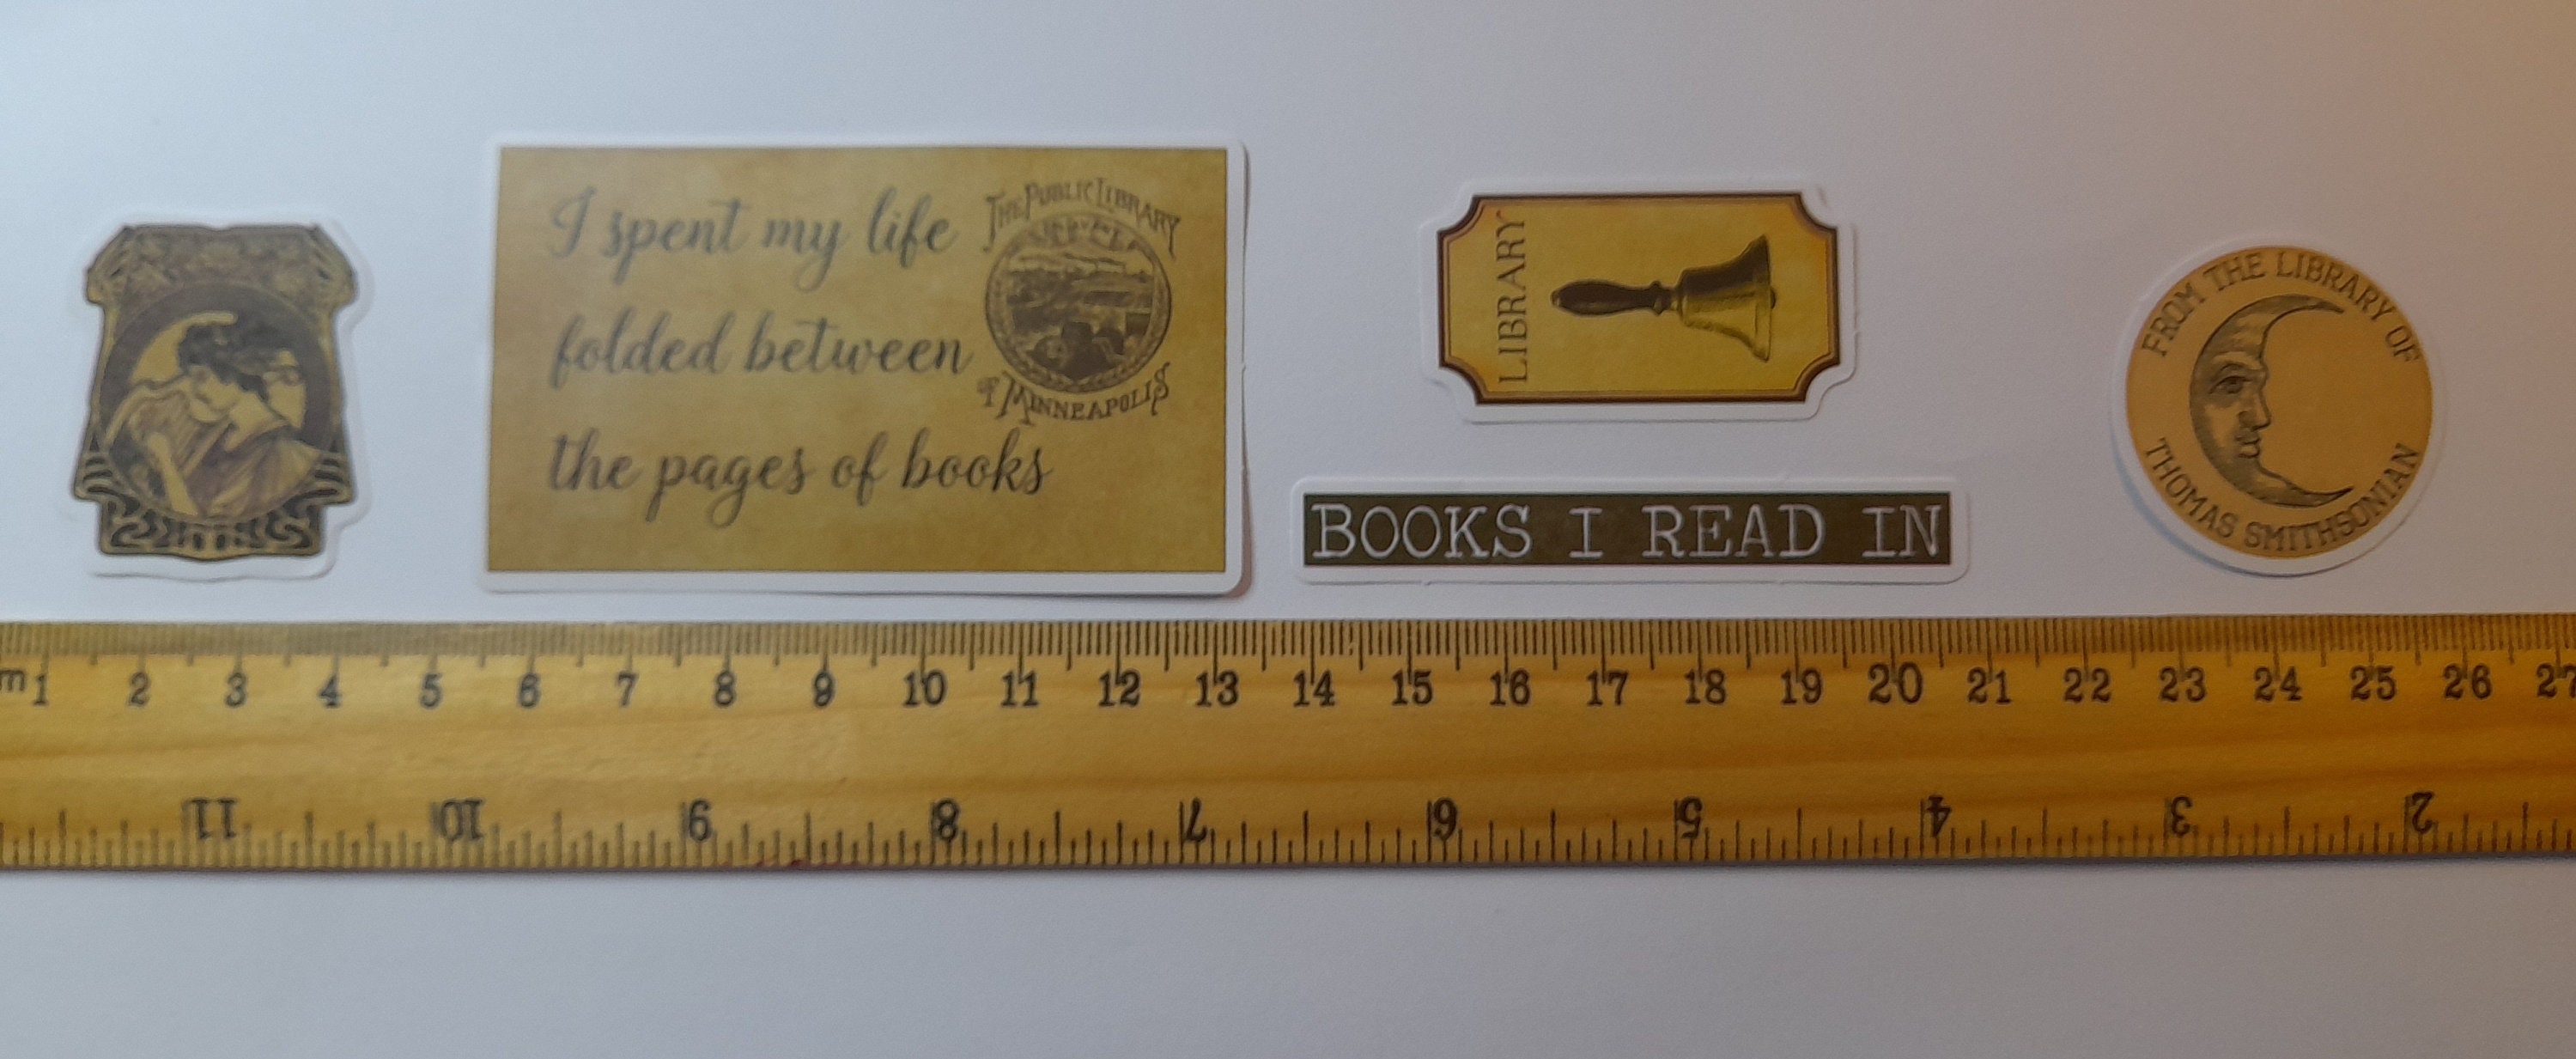 I spent my life
folded between
the pages of books
THE PUBLIC LIBRARY
OF MINNEAPOLIS
LIBRARY
BOOKS I READ IN
FROM THE LIBRARY OF
THOMAS SMITHSONIAN
m 1 2 3 4 5 6 7 8 9 10 11 12 13 14 15 16 17 18 19 20 21 22 23 24 25 26 27
11 10 9 8 7 6 5 4 3 2